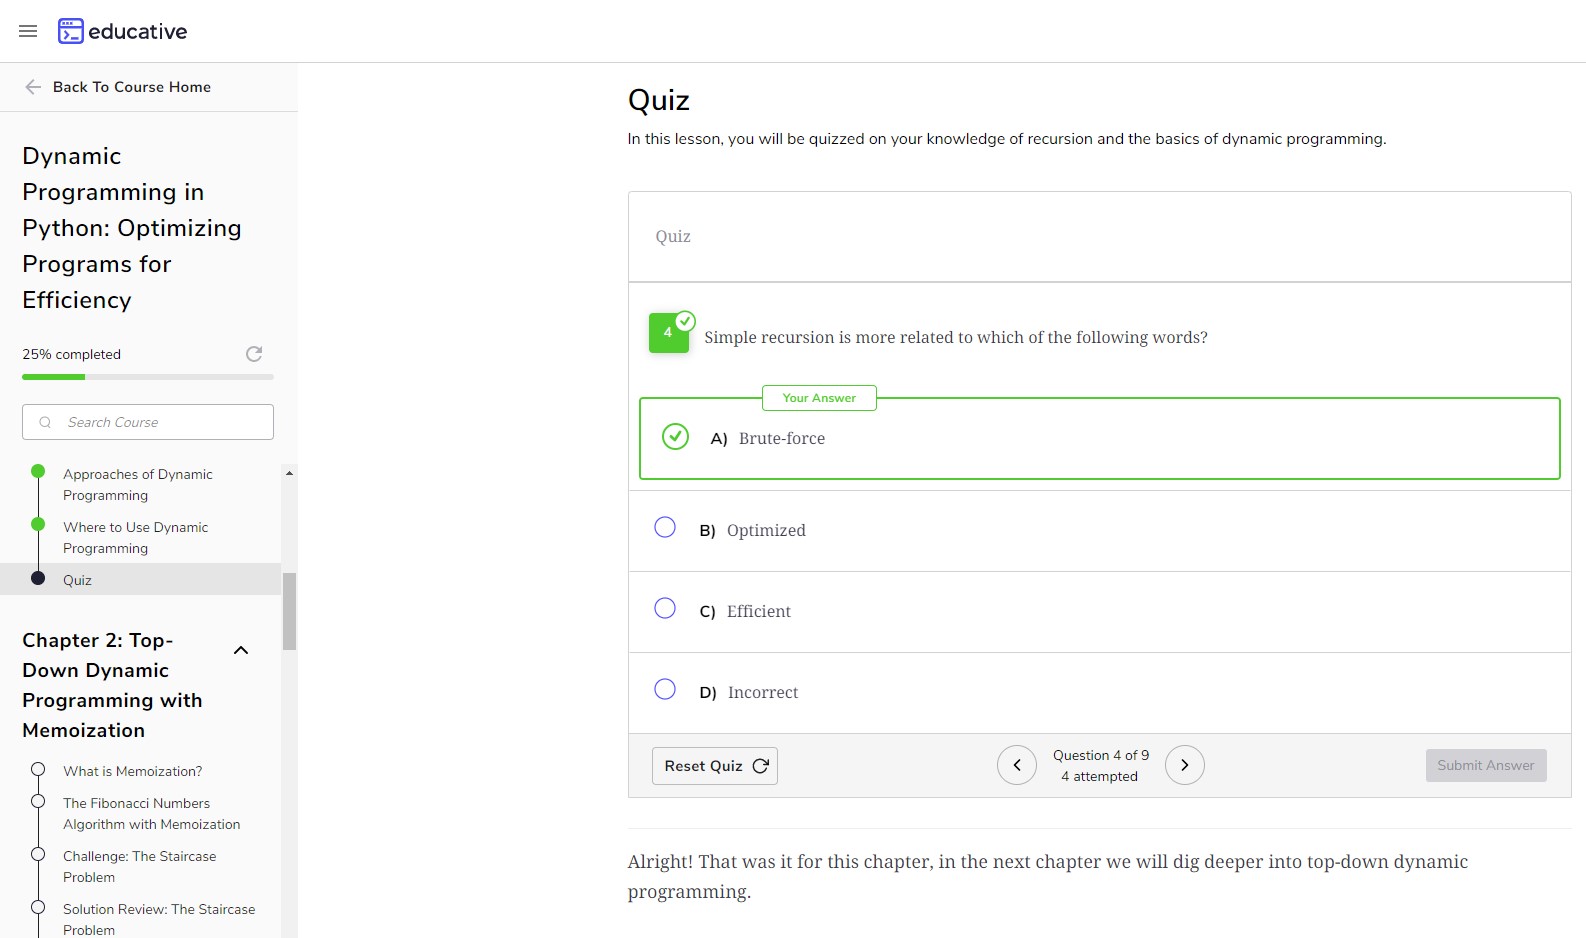 educative
Back To Course Home
Dynamic
Programming in
Python: Optimizing
Programs for
Efficiency
25% completed
Search Course
Approaches of Dynamic
Programming
Where to Use Dynamic
Programming
Quiz
Chapter 2: Top-
Down Dynamic
Programming with
Memoization
What is Memoization?
The Fibonacci Numbers
Algorithm with Memoization
Challenge: The Staircase
Problem
Solution Review: The Staircase
Problem
Quiz
In this lesson, you will be quizzed on your knowledge of recursion and the basics of dynamic programming.
Quiz
4 Simple recursion is more related to which of the following words?
Your Answer
A) Brute-force
B) Optimized
C) Efficient
D) Incorrect
Reset Quiz
Question 4 of 9
4 attempted
Submit Answer
Alright! That was it for this chapter, in the next chapter we will dig deeper into top-down dynamic
programming.